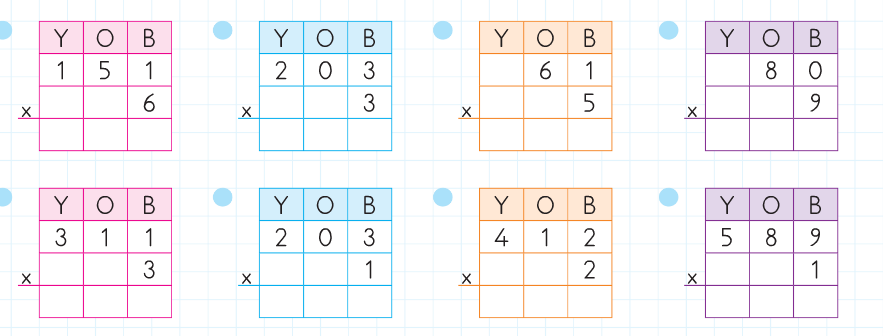 Y O B Y O B Y O B Y O B
1 5 1 2 0 3 6 1 8 0
x 6 x 3 x 5 x 9
Y O B Y O B Y O B Y O B
3 1 1 2 0 3 4 1 2 5 8 9
x 3 x 1 x 2 x 1